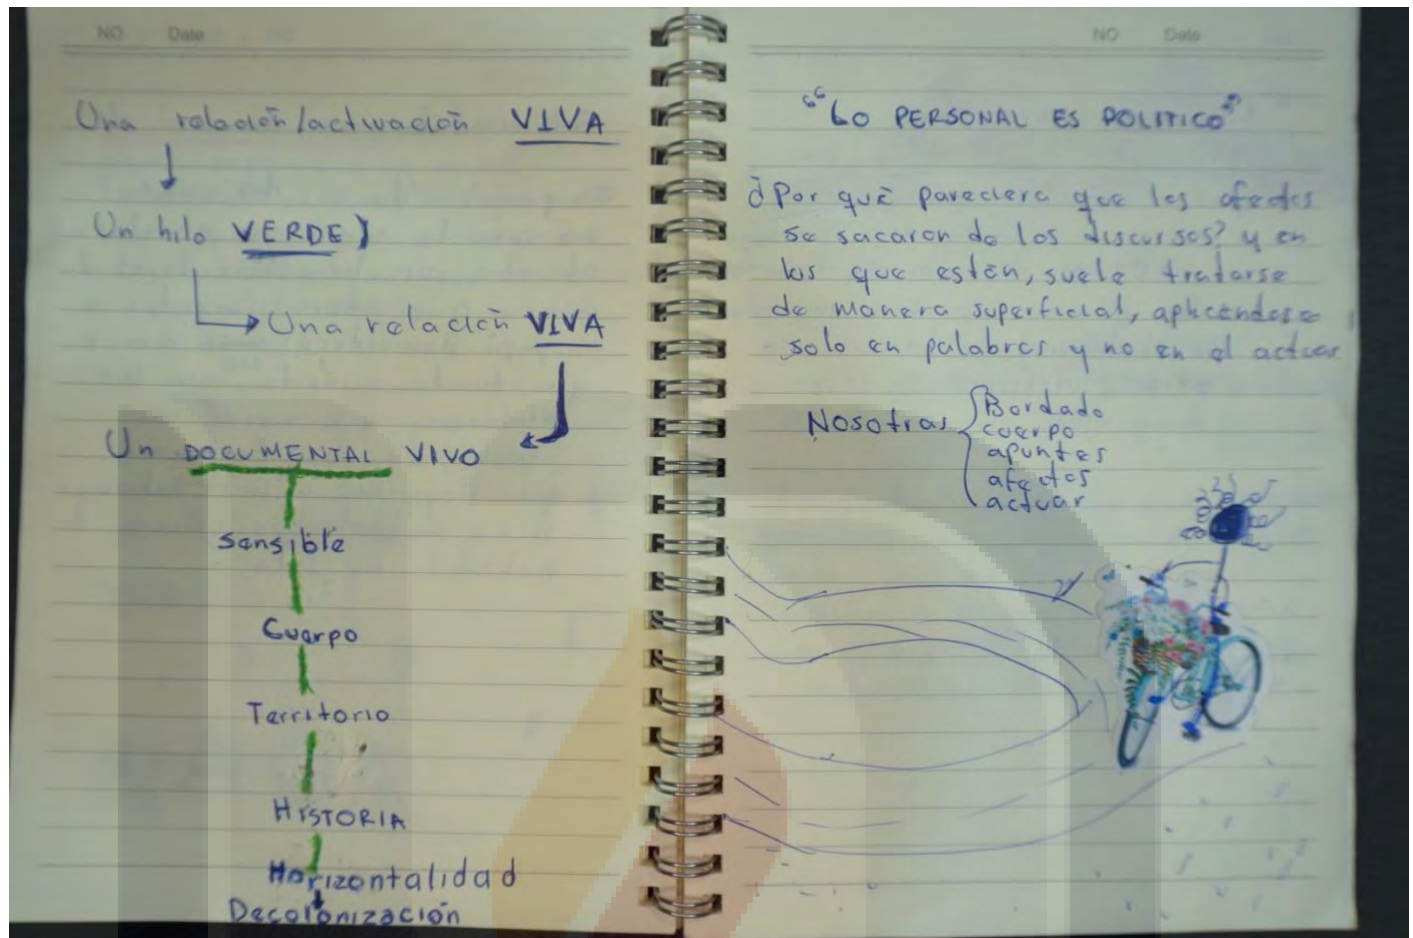 NO Date
Una relación/activación VIVA
Un hilo VERDE)
Una relación VIVA
Un DOCUMENTAL VIVO
sensible
Cuerpo
Territorio
HISTORIA
Horizontalidad
Decolonización
NO Date
"LO PERSONAL ES POLITICO"
¿Por qué pareciera que los afectos
se sacaron de los discursos? y en
los que están, suele tratarse
de manera superficial, aplicandose
solo en palabras y no en el actuar
Nosotras
Bordado
cuerpo
apuntes
afectos
actuar